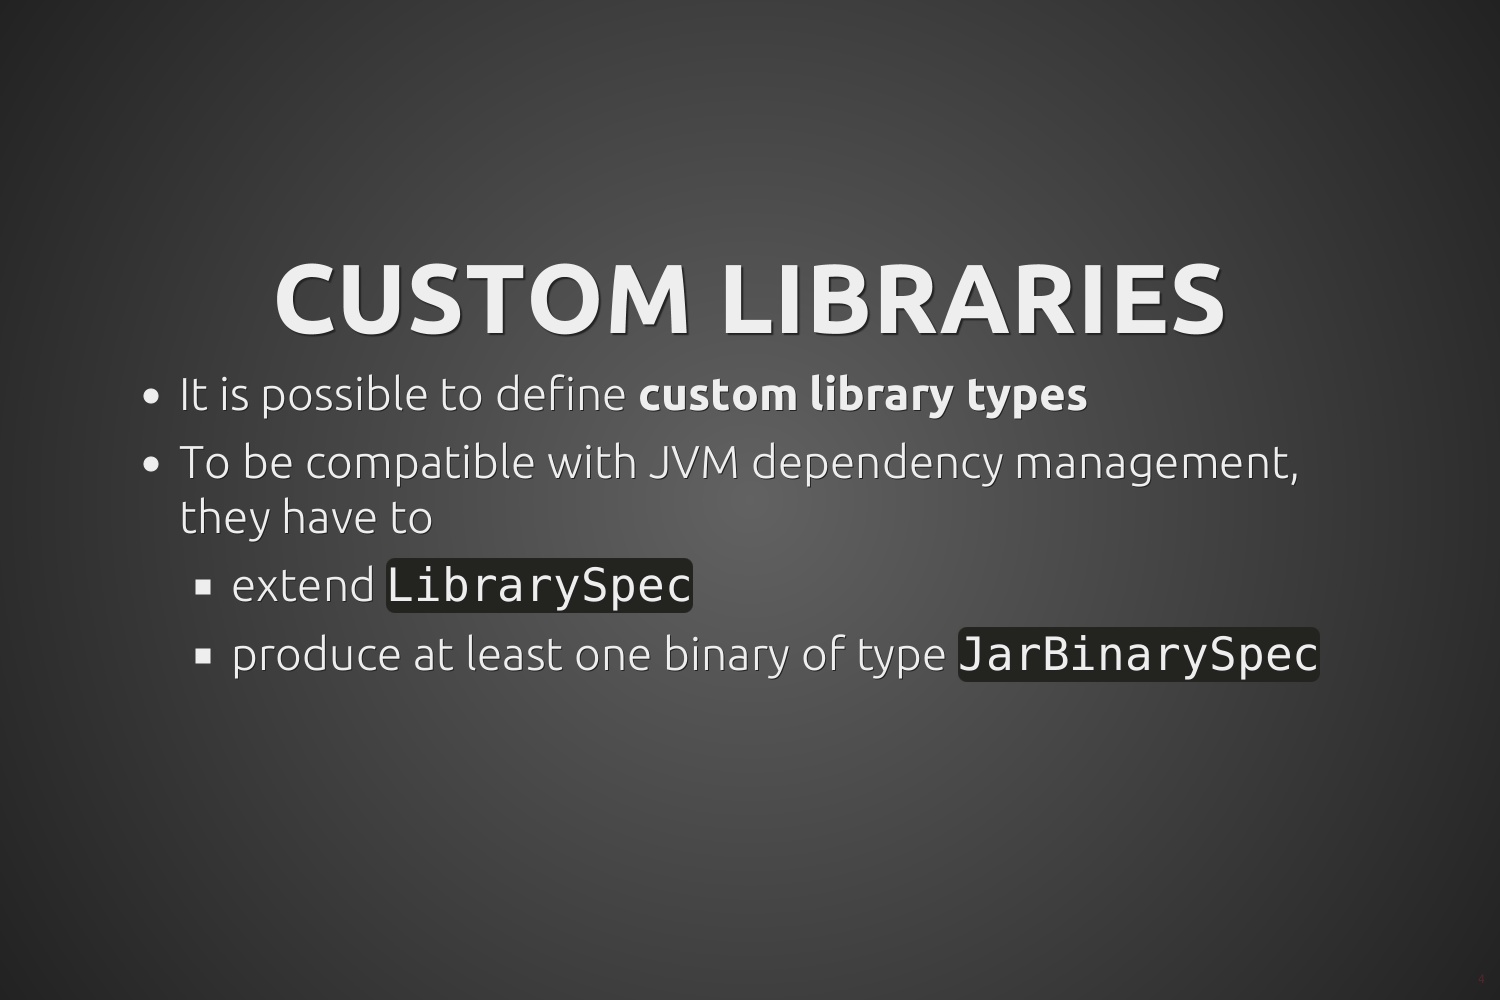 CUSTOM LIBRARIES
It is possible to define custom library types
To be compatible with JVM dependency management,
they have to
extend LibrarySpec
produce at least one binary of type JarBinarySpec
4